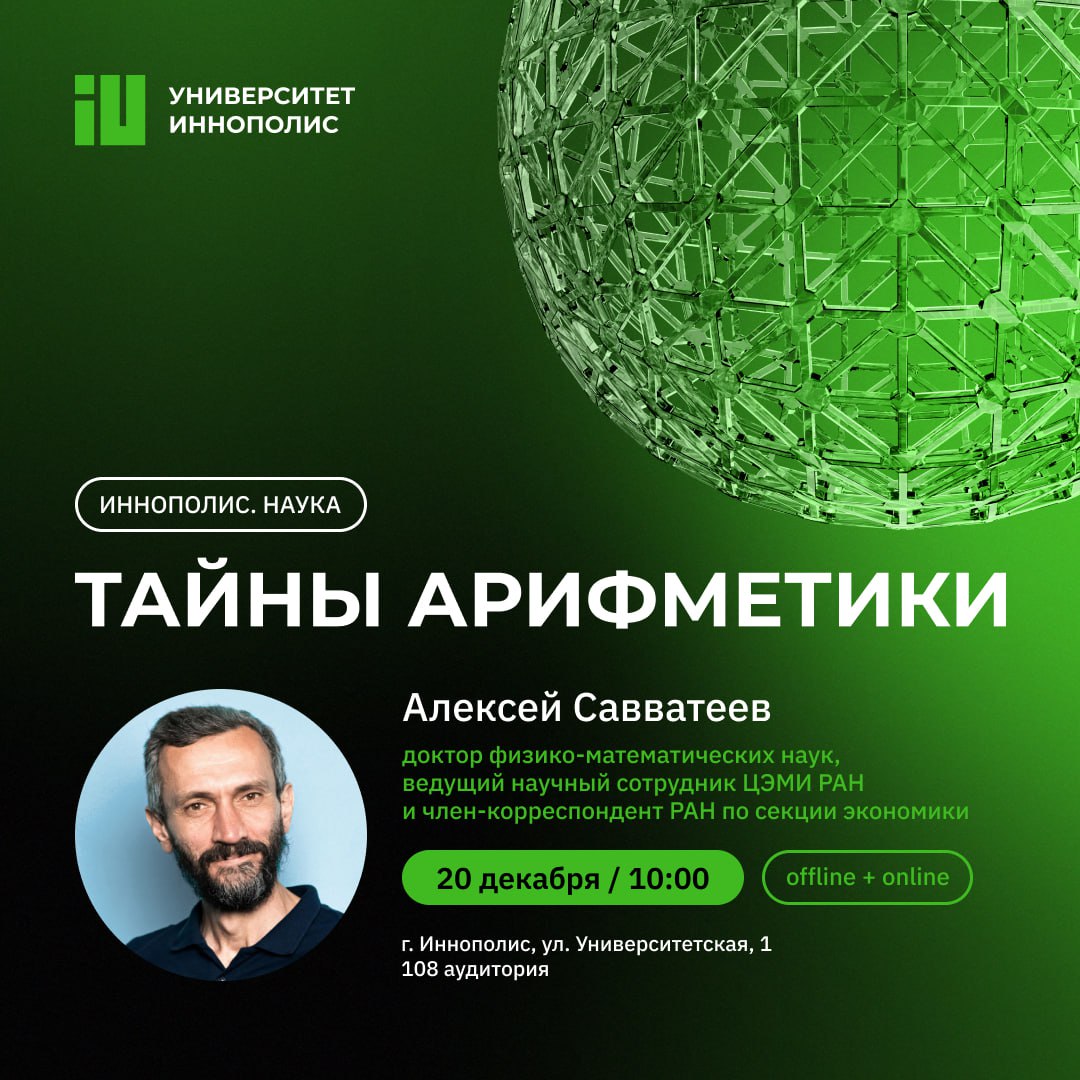 УНИВЕРСИТЕТ
ИННОПОЛИС
ИННОПОЛИС. НАУКА
ТАЙНЫ АРИФМЕТИКИ
Алексей Савватеев
доктор физико-математических наук,
ведущий научный сотрудник ЦЭМИ РАН
и член-корреспондент РАН по секции экономики
20 декабря / 10:00
offline + online
г. Иннополис, ул. Университетская, 1
108 аудитория